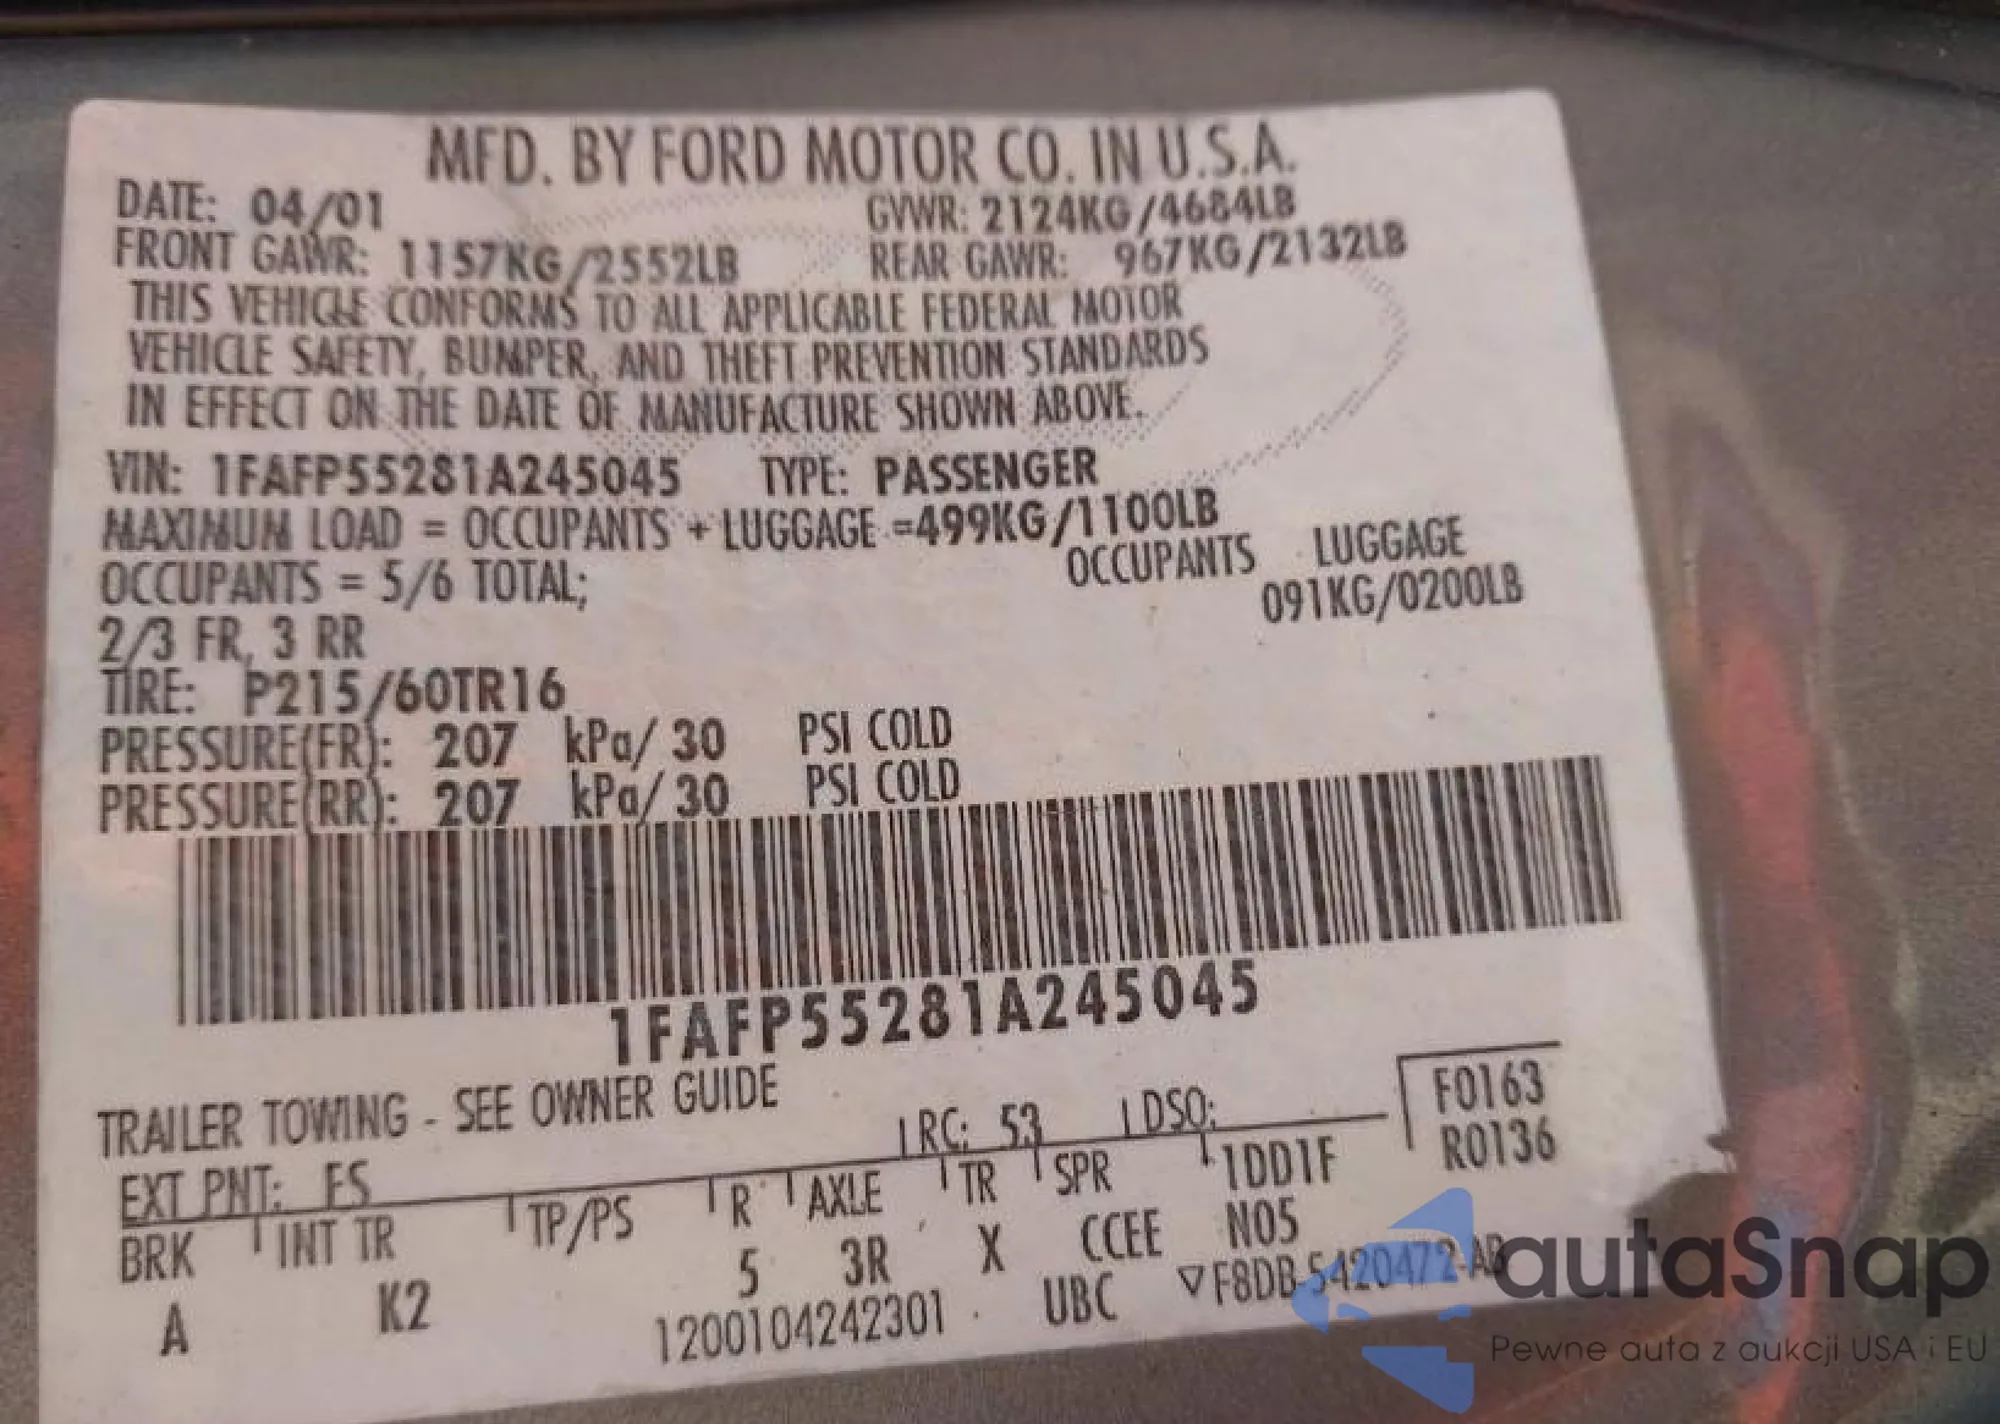 MFD. BY FORD MOTOR CO. IN U.S.A.
DATE: 04/01 GVWR: 2124KG/4684LB
FRONT GAWR: 1157KG/2552LB REAR GAWR: 967KG/2132LB
THIS VEHICLE CONFORMS TO ALL APPLICABLE FEDERAL MOTOR
VEHICLE SAFETY, BUMPER, AND THEFT PREVENTION STANDARDS
IN EFFECT ON THE DATE OF MANUFACTURE SHOWN ABOVE.
VIN: 1FAFP55281A245045 TYPE: PASSENGER
MAXIMUM LOAD = OCCUPANTS + LUGGAGE =499KG/1100LB
OCCUPANTS = 5/6 TOTAL; OCCUPANTS LUGGAGE
2/3 FR, 3 RR 091KG/0200LB
TIRE: P215/60TR16
PRESSURE(FR): 207 kPa/ 30 PSI COLD
PRESSURE(RR): 207 kPa/ 30 PSI COLD
1FAFP55281A245045
TRAILER TOWING - SEE OWNER GUIDE
F0163
EXT PNT: FS RC: 53 DSO: R0136
BRK INT TR TP/PS R AXLE TR SPR 1DD1F
A K2 5 3R X CCEE N05
1200104242301 UBC ▽F8DB-5420472-AB
autaSnap
Pewne auta z aukcji USA i EU